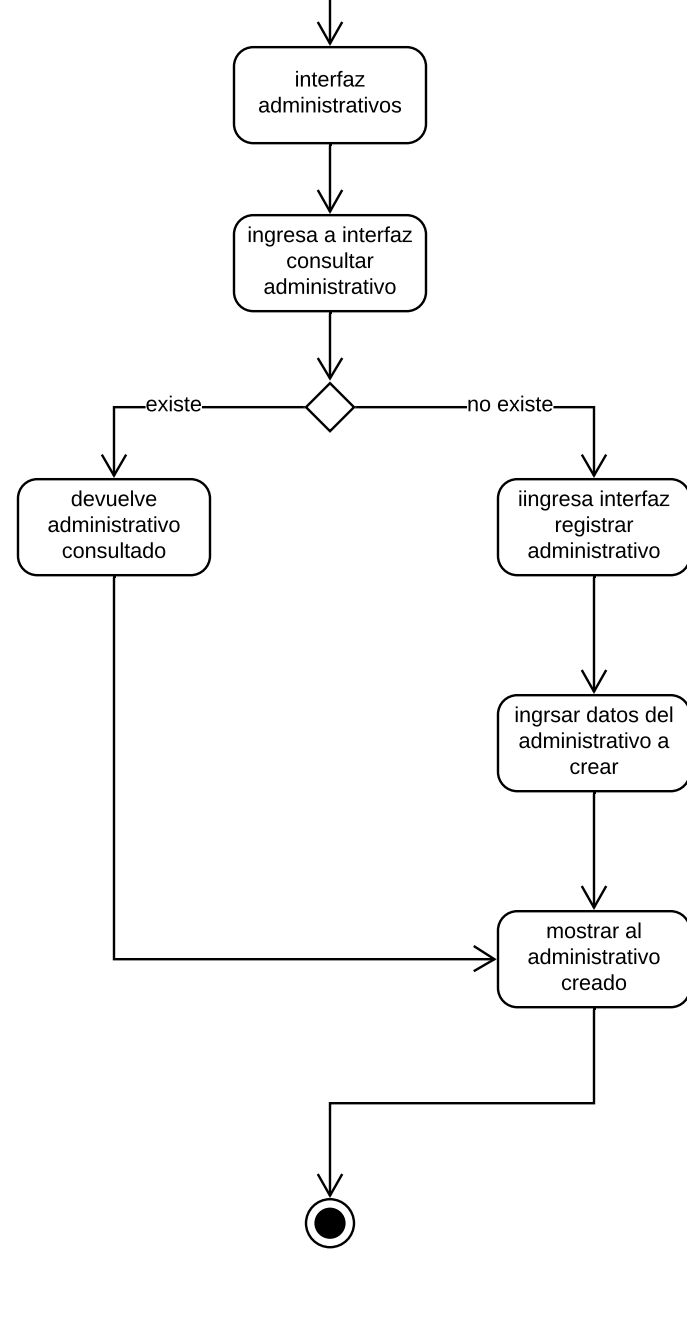 interfaz
administrativos
ingresa a interfaz
consultar
administrativo
existe
no existe
devuelve
administrativo
consultado
iingresa interfaz
registrar
administrativo
ingrsar datos del
administrativo a
crear
mostrar al
administrativo
creado